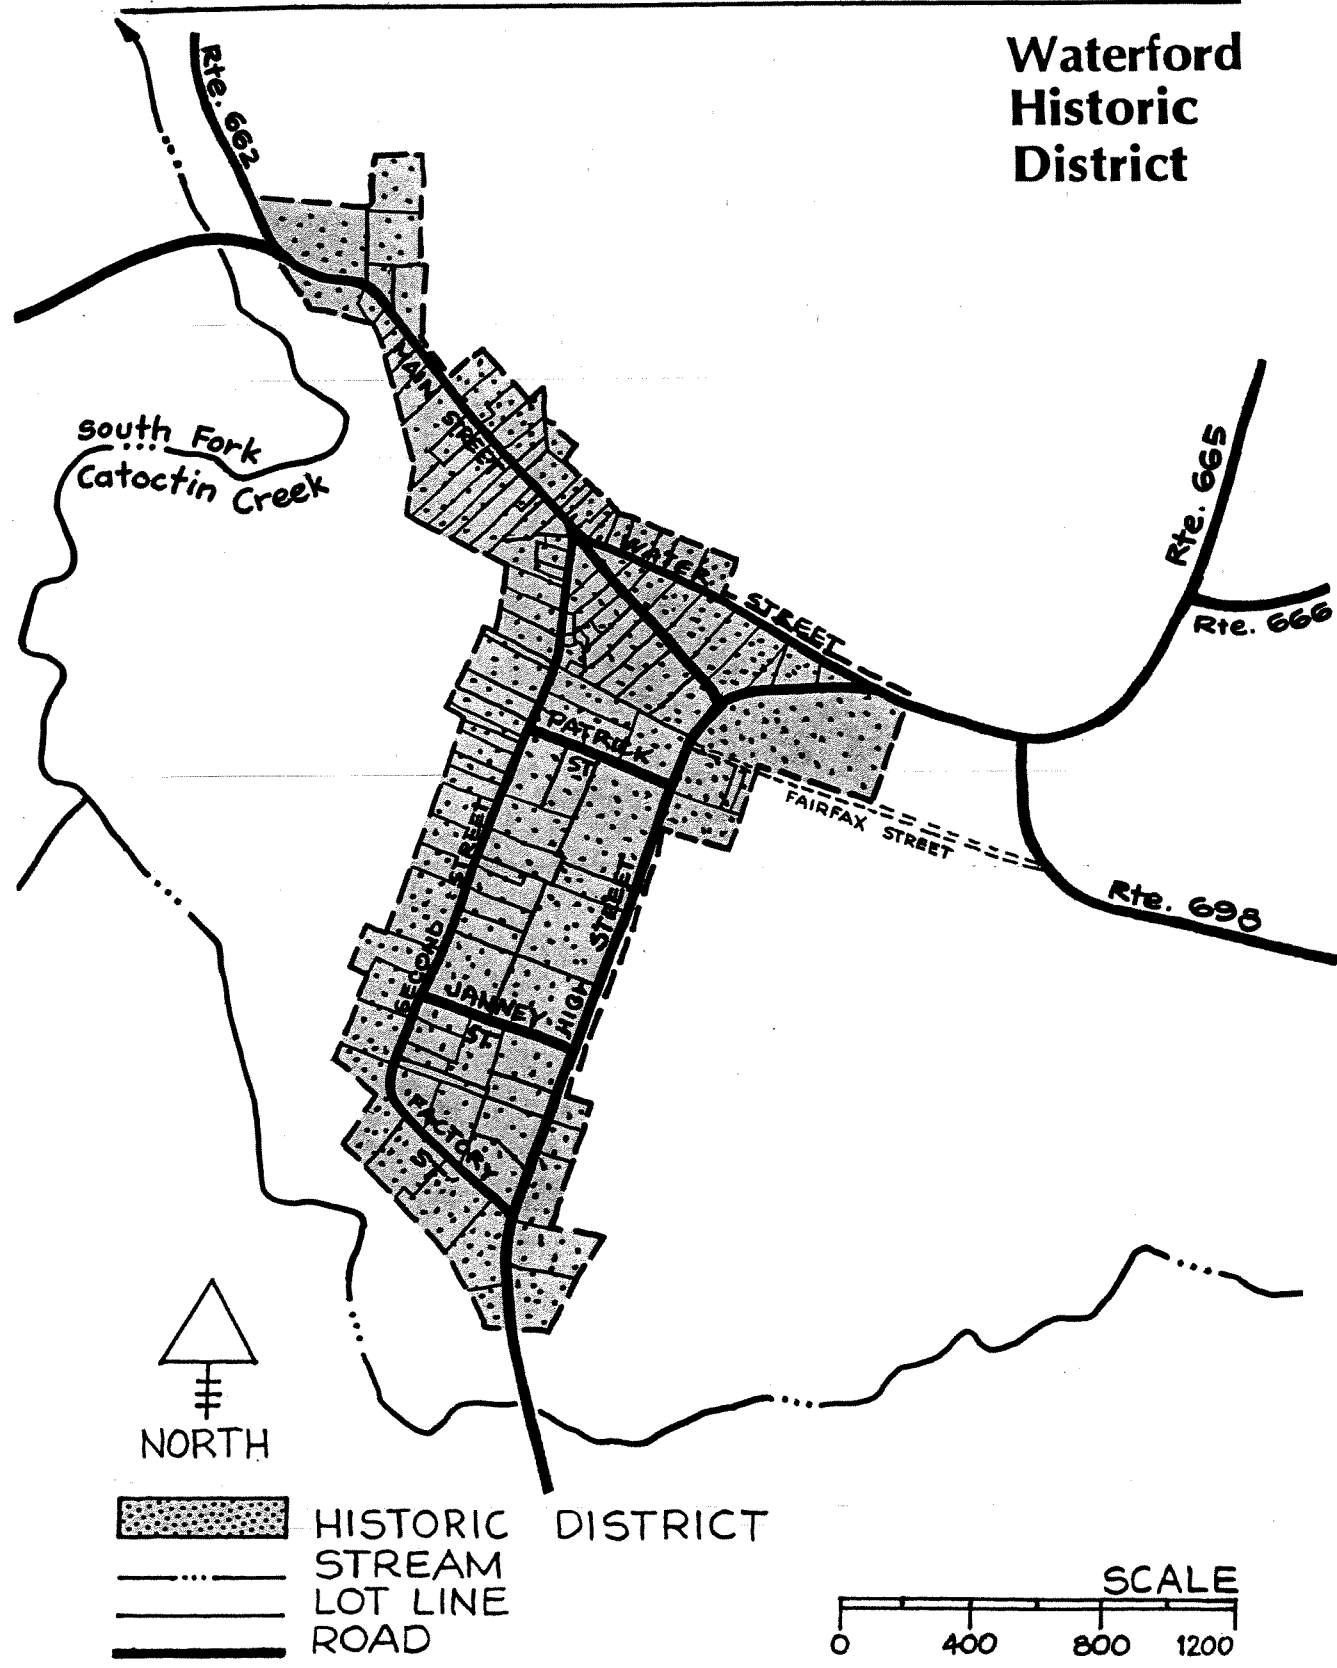 Waterford
Historic
District
Rte. 662
MAIN
STREET
South Fork
Catoctin Creek
Rte. 665
Rte. 666
WATER STREET
PATRICK
ST.
FAIRFAX STREET
SECOND STREET
HIGH STREET
Rte. 698
JANNEY
ST.
FACTORY
ST.
NORTH
HISTORIC DISTRICT
STREAM
LOT LINE
ROAD
SCALE
0 400 800 1200